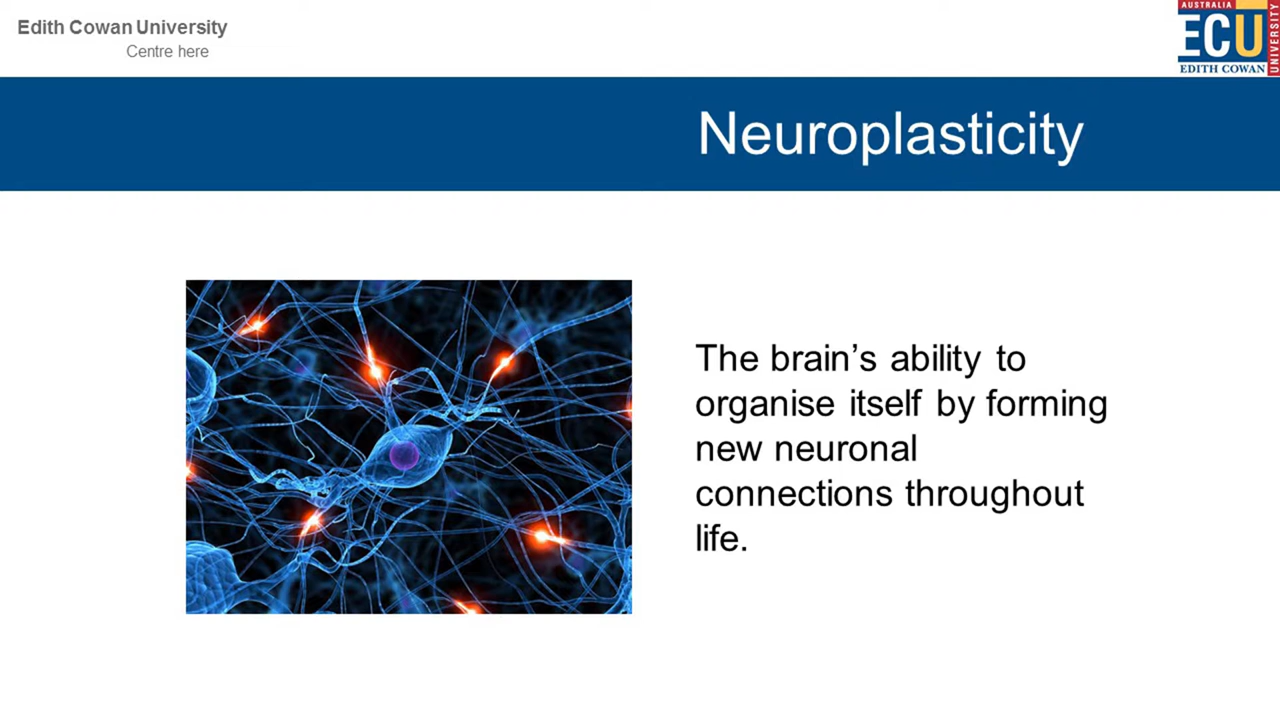 Edith Cowan University
Centre here
AUSTRALIA
ECU
EDITH COWAN
UNIVERSITY
Neuroplasticity
The brain’s ability to
organise itself by forming
new neuronal
connections throughout
life.